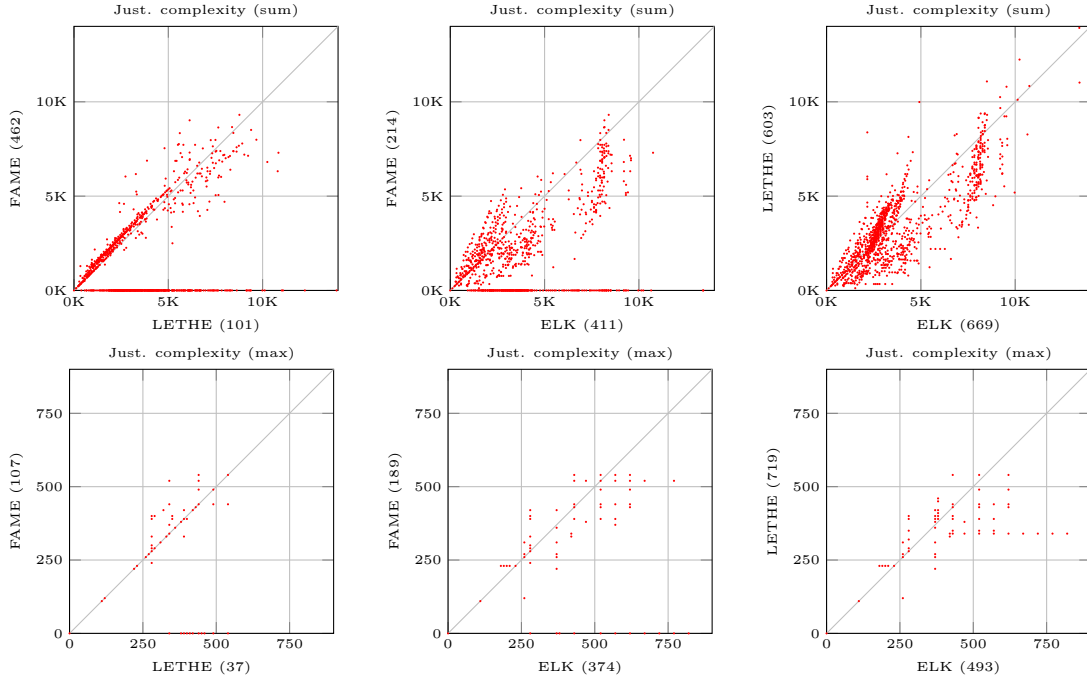 Just. complexity (sum)
FAME (462)
10K
5K
0K
0K 5K 10K
LETHE (101)
Just. complexity (sum)
FAME (214)
10K
5K
0K
0K 5K 10K
ELK (411)
Just. complexity (sum)
LETHE (603)
10K
5K
0K
0K 5K 10K
ELK (669)
Just. complexity (max)
FAME (107)
750
500
250
0
0 250 500 750
LETHE (37)
Just. complexity (max)
FAME (189)
750
500
250
0
0 250 500 750
ELK (374)
Just. complexity (max)
LETHE (719)
750
500
250
0
0 250 500 750
ELK (493)